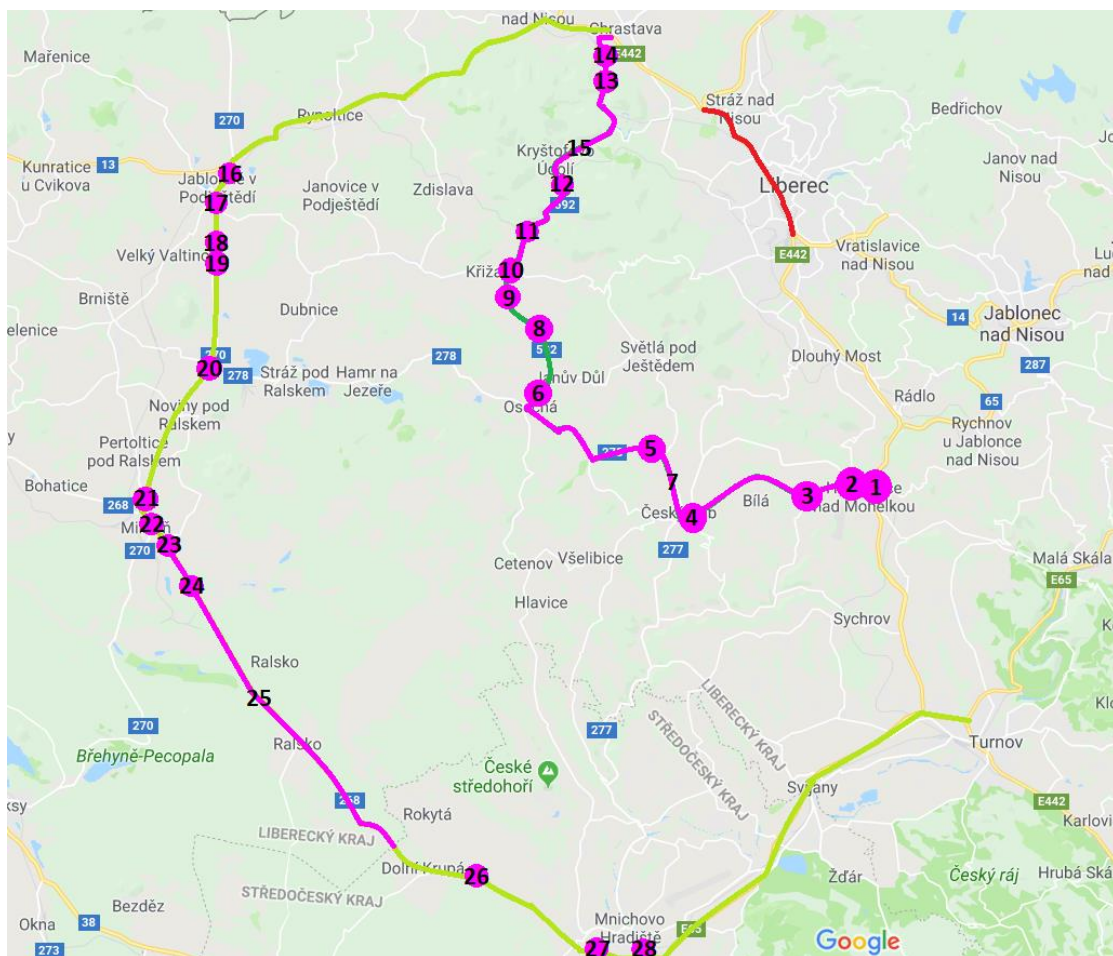 nad Nisou
Chrastava
Mařenice
14
E442
13
270
Rynoltice
Stráž nad
Nisou
Bedřichov
15
Kryštofovo
Údolí
13
Kunratice
u Cvikova
16
Jablonné v
Podještědí
Janovice v
Podještědí
Zdislava
12
592
Liberec
Janov nad
Nisou
17
11
18
Velký Valtinov
19
E442
Vratislavice
nad Nisou
10
Křižany
Brniště
9
Dubnice
14
Jablonec
nad Nisou
8
592
270
20
278
278
Stráž pod
Ralskem
Hamr na
Jezeře
Světlá pod
Ještědem
Dlouhý Most
287
Janův Důl
6
Osečná
65
Rádlo
Noviny pod
Ralskem
Rychnov
u Jablonce
nad Nisou
Pertoltice
pod Ralskem
5
7
Bohatice
268
21
2
1
3
Bílá
nad Mohelkou
4
Český Dub
22
23
270
277
Všelibice
Cetenov
Malá Skála
E65
24
Hlavice
Sychrov
Ralsko
25
LIBERECKÝ KRAJ
STŘEDOČESKÝ KRAJ
270
Ralsko
277
Turnov
Břehyně-Pecopala
České
středohoří
Svijany
268
Rokytá
E442
LIBERECKÝ KRAJ
Dolní Krupá
26
Žďár
Český ráj
Hrubá Ská
STŘEDOČESKÝ KRAJ
Bezděz
Okna
38
Mnichovo
Hradiště
E65
273
27
28
Google